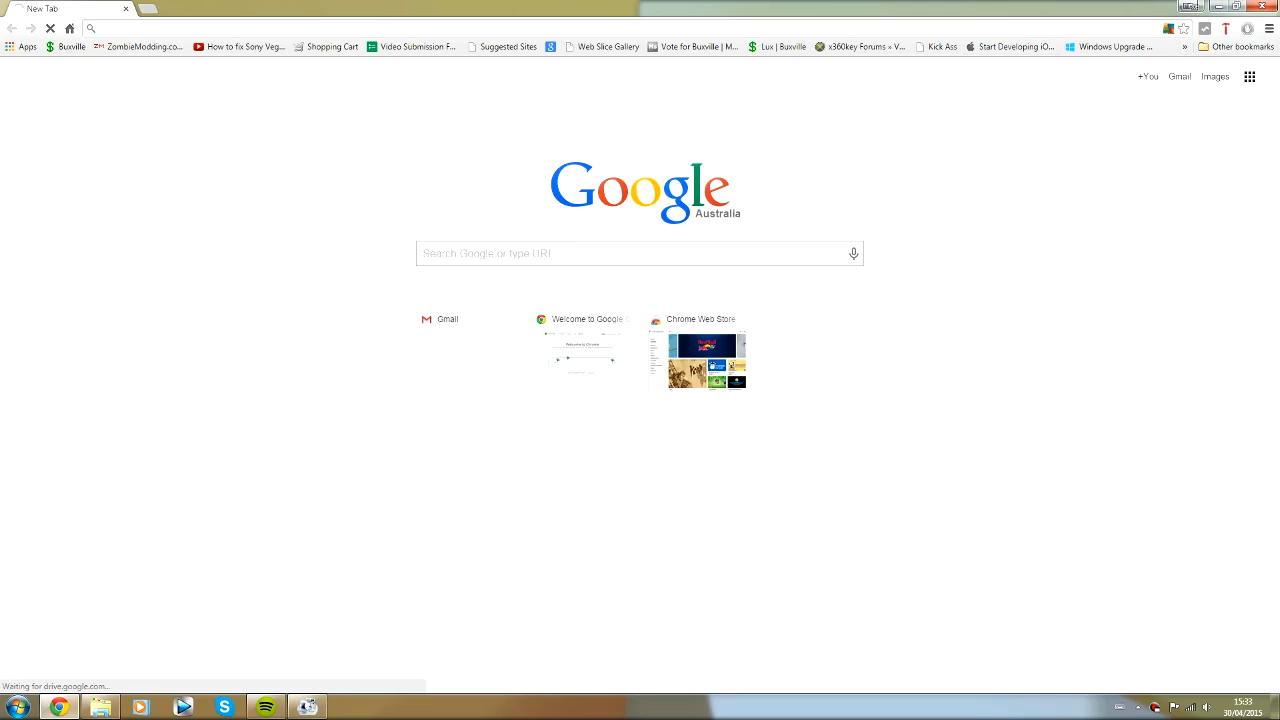 New Tab
Apps Buxville ZombieModding.co... How to fix Sony Veg... Shopping Cart Video Submission F... Suggested Sites Web Slice Gallery Vote for Buxville | M... Lux | Buxville x360key Forums » V... Kick Ass Start Developing iO... Windows Upgrade ... » Other bookmarks
+You Gmail Images
Google
Australia
Search Google or type URL
Gmail Welcome to Google Chrome Web Store
Welcome to Chrome
Waiting for drive.google.com...
15:33
30/04/2015